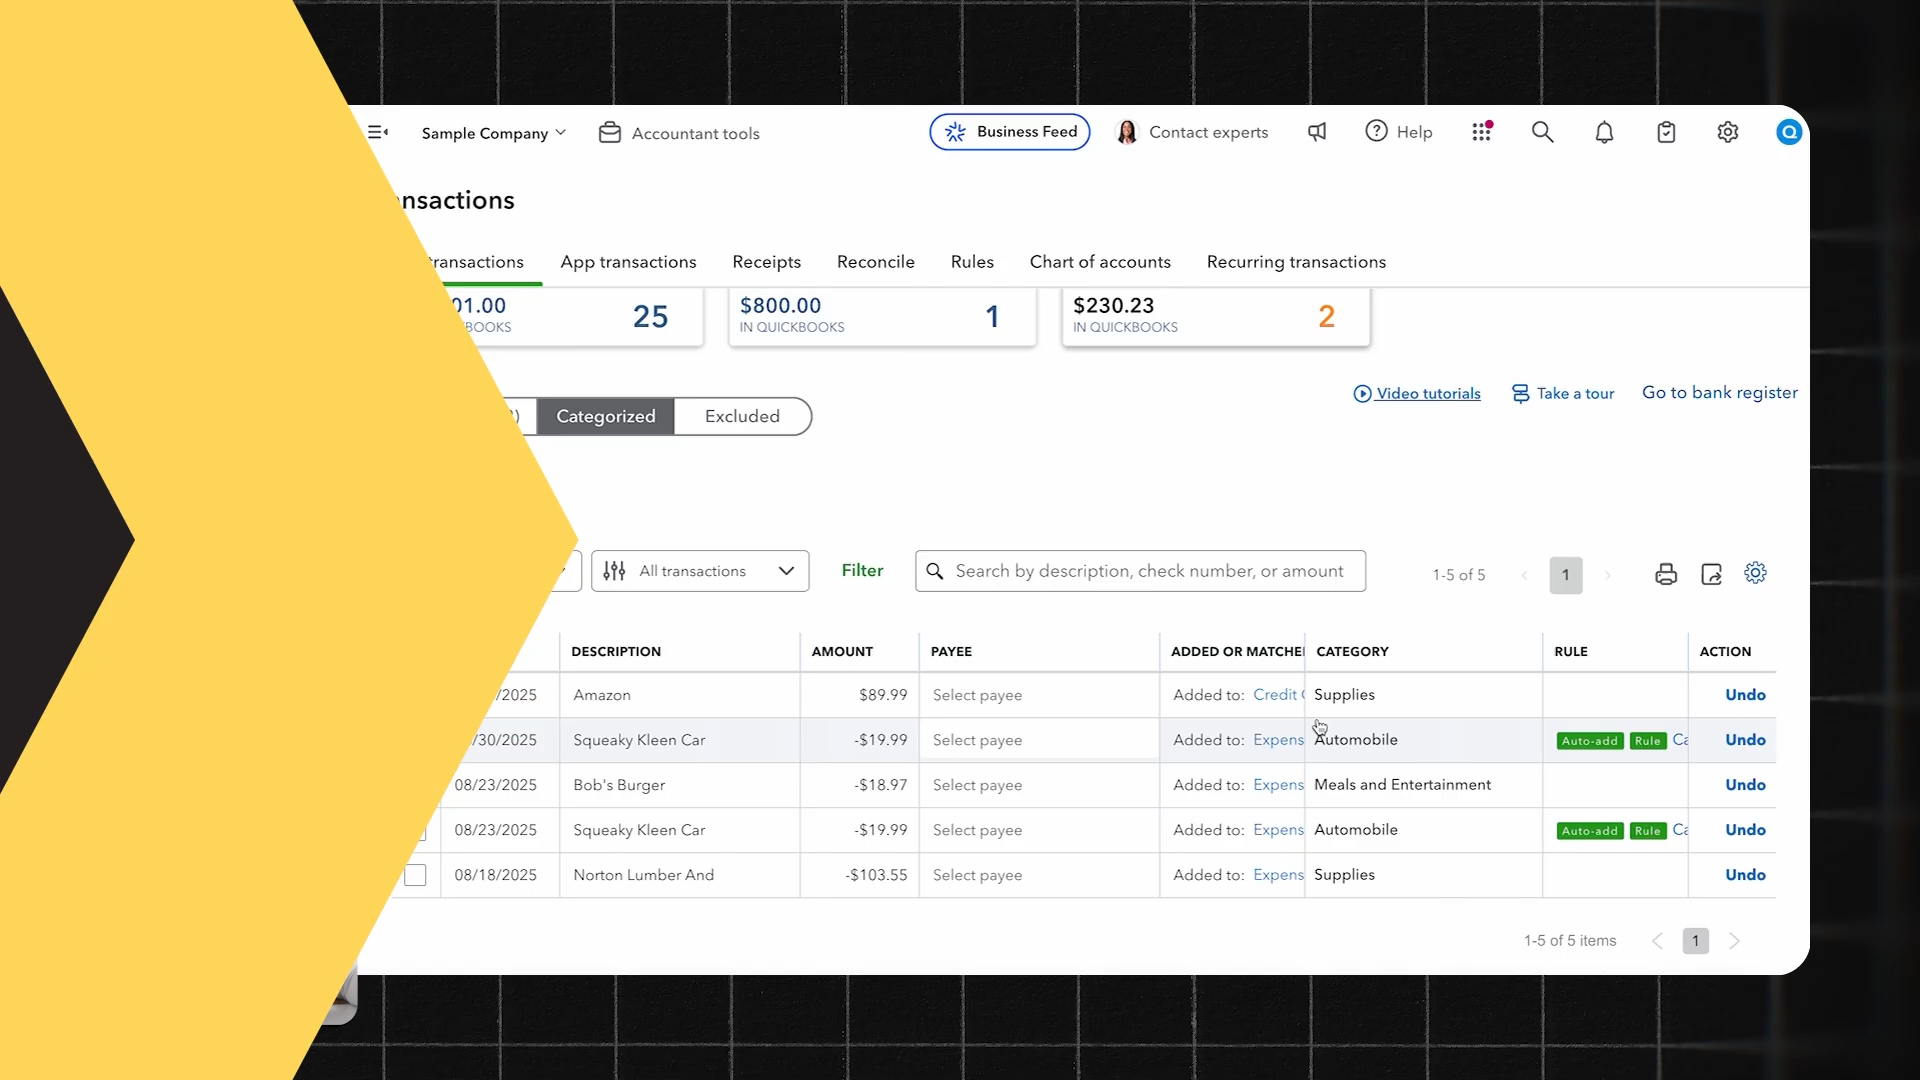 Sample Company
Accountant tools
Business Feed
Contact experts
Help
nsactions
transactions
App transactions
Receipts
Reconcile
Rules
Chart of accounts
Recurring transactions
01.00
BOOKS
25
$800.00
IN QUICKBOOKS
1
$230.23
IN QUICKBOOKS
2
Video tutorials
Take a tour
Go to bank register
Categorized
Excluded
All transactions
Filter
Search by description, check number, or amount
1-5 of 5
1
DESCRIPTION AMOUNT PAYEE ADDED OR MATCHE CATEGORY RULE ACTION
/2025 Amazon $89.99 Select payee Added to: Credit Supplies Undo
/30/2025 Squeaky Kleen Car -$19.99 Select payee Added to: Expens Automobile Auto-add Rule Ca Undo
08/23/2025 Bob's Burger -$18.97 Select payee Added to: Expens Meals and Entertainment Undo
08/23/2025 Squeaky Kleen Car -$19.99 Select payee Added to: Expens Automobile Auto-add Rule Ca Undo
08/18/2025 Norton Lumber And -$103.55 Select payee Added to: Expens Supplies Undo
1-5 of 5 items
1